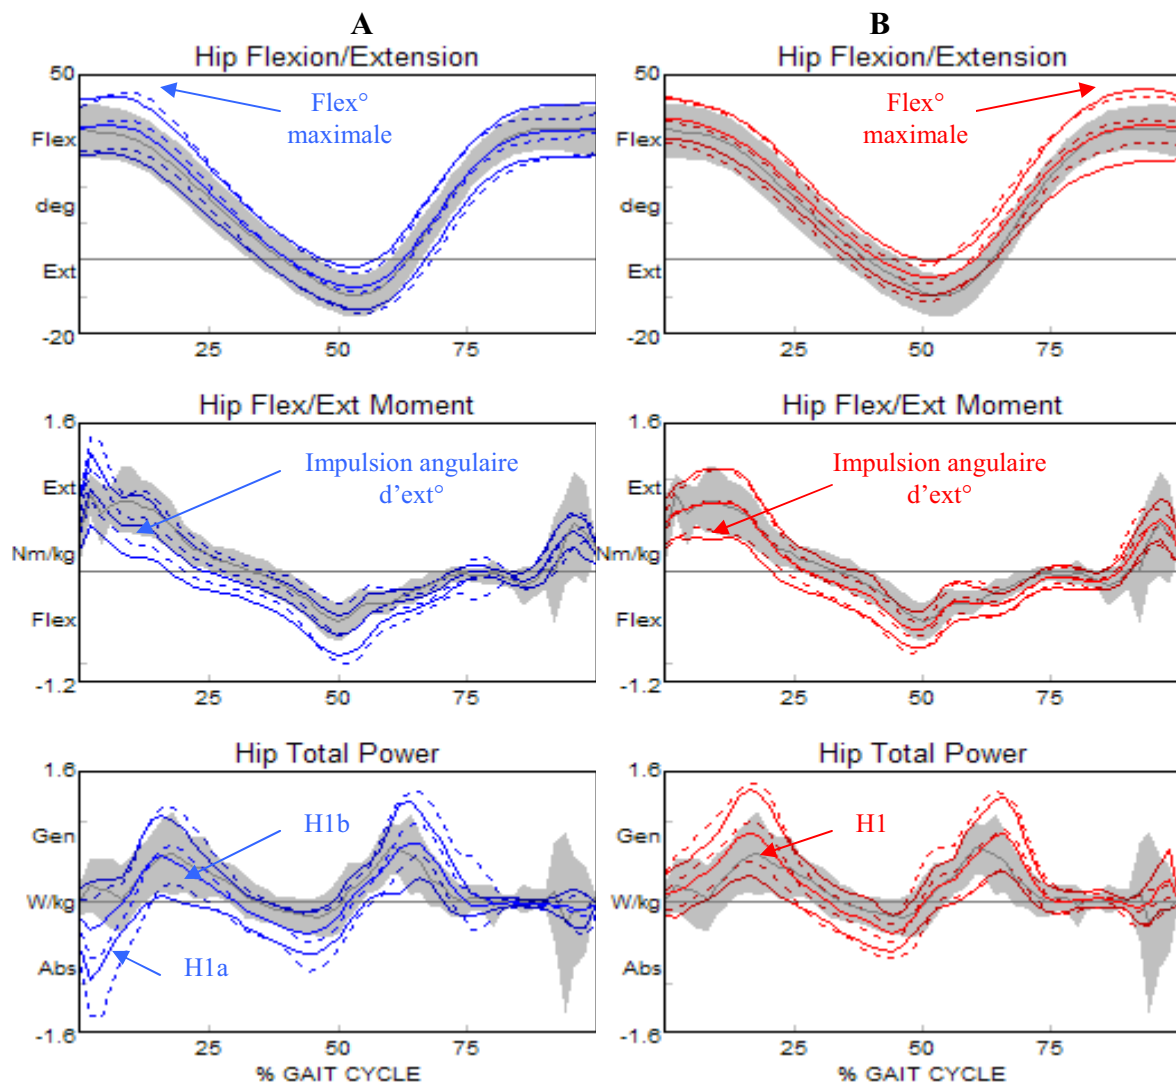 A
Hip Flexion/Extension
50
Flex°
maximale
Flex
deg
Ext
-20
25
75
B
Hip Flexion/Extension
Flex°
maximale
Flex
deg
Ext
-20
25
75
Hip Flex/Ext Moment
1.6
Impulsion angulaire
d'ext°
Ext
Nm/kg
Flex
-1.2
25
50
75
Hip Flex/Ext Moment
1.6
Impulsion angulaire
d'ext°
Ext
Nm/kg
Flex
-1.2
25
50
75
Hip Total Power
1.6
H1b
Gen
W/kg
H1a
Abs
-1.6
25
50
75
% GAIT CYCLE
Hip Total Power
1.6
H1
Gen
W/kg
Abs
-1.6
25
50
75
% GAIT CYCLE